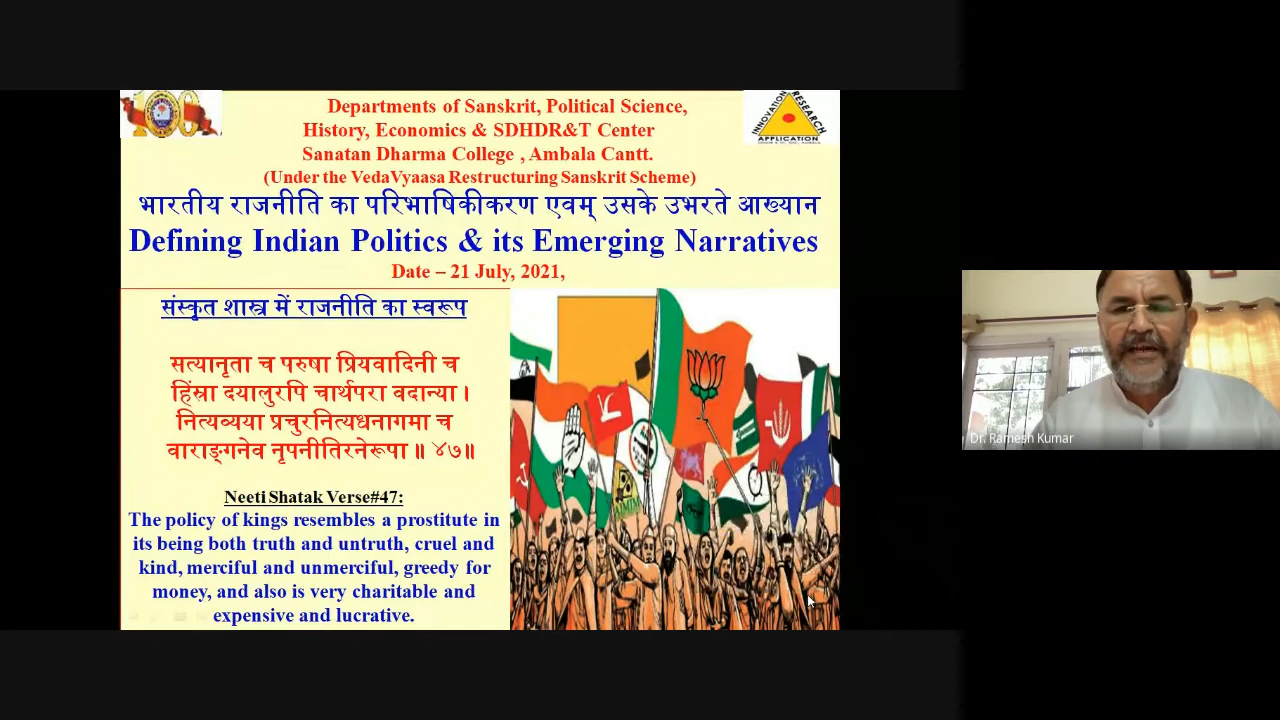 100
Departments of Sanskrit, Political Science,
History, Economics & SDHDR&T Center
Sanatan Dharma College , Ambala Cantt.
(Under the VedaVyaasa Restructuring Sanskrit Scheme)
INNOVATION RESEARCH
APPLICATION
भारतीय राजनीति का परिभाषिकीकरण एवम् उसके उभरते आख्यान
Defining Indian Politics & its Emerging Narratives
Date – 21 July, 2021,
संस्कृत शास्त्र में राजनीति का स्वरूप
सत्यानृता च परुषा प्रियवादिनी च
हिंस्रा दयालुरपि चार्थपरा वदान्या ।
नित्यव्यया प्रचुरनित्यधनागमा च
वाराङ्गनेव नृपनीतिरनेरूपा ॥ ४७॥
Neeti Shatak Verse#47:
The policy of kings resembles a prostitute in
its being both truth and untruth, cruel and
kind, merciful and unmerciful, greedy for
money, and also is very charitable and
expensive and lucrative.
AIMIM
Dr. Ramesh Kumar